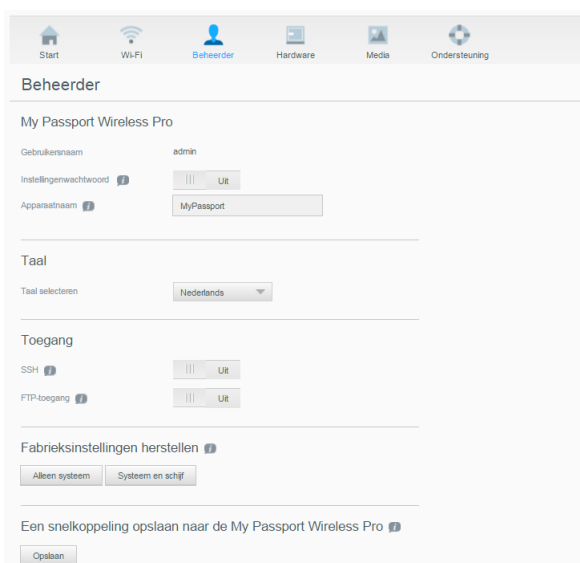 Start Wi-Fi Beheerder Hardware Media Ondersteuning
Beheerder
My Passport Wireless Pro
Gebruikersnaam admin
Instellingenwachtwoord i Uit
Apparaatnaam i MyPassport
Taal
Taal selecteren Nederlands
Toegang
SSH i Uit
FTP-toegang i Uit
Fabrieksinstellingen herstellen i
Alleen systeem Systeem en schijf
Een snelkoppeling opslaan naar de My Passport Wireless Pro i
Opslaan